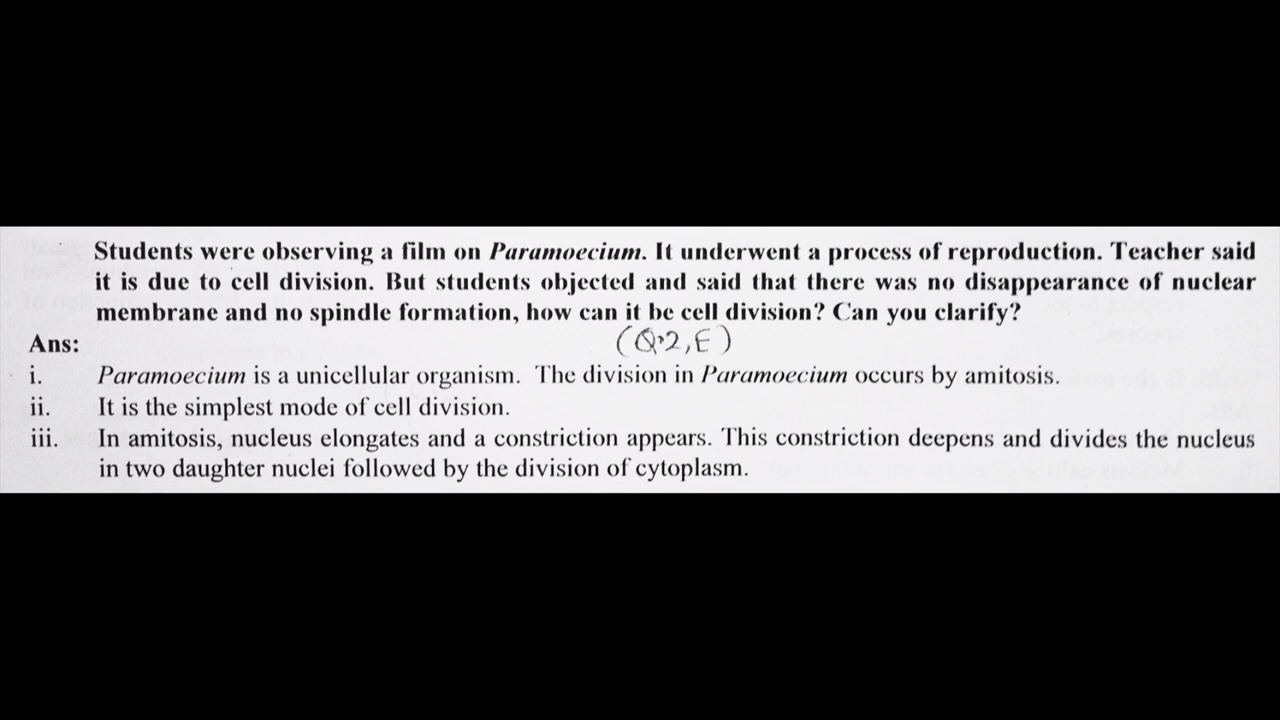 Students were observing a film on Paramoecium. It underwent a process of reproduction. Teacher said
it is due to cell division. But students objected and said that there was no disappearance of nuclear
membrane and no spindle formation, how can it be cell division? Can you clarify?
Ans: (Q.2,E)
i. Paramoecium is a unicellular organism. The division in Paramoecium occurs by amitosis.
ii. It is the simplest mode of cell division.
iii. In amitosis, nucleus elongates and a constriction appears. This constriction deepens and divides the nucleus
in two daughter nuclei followed by the division of cytoplasm.